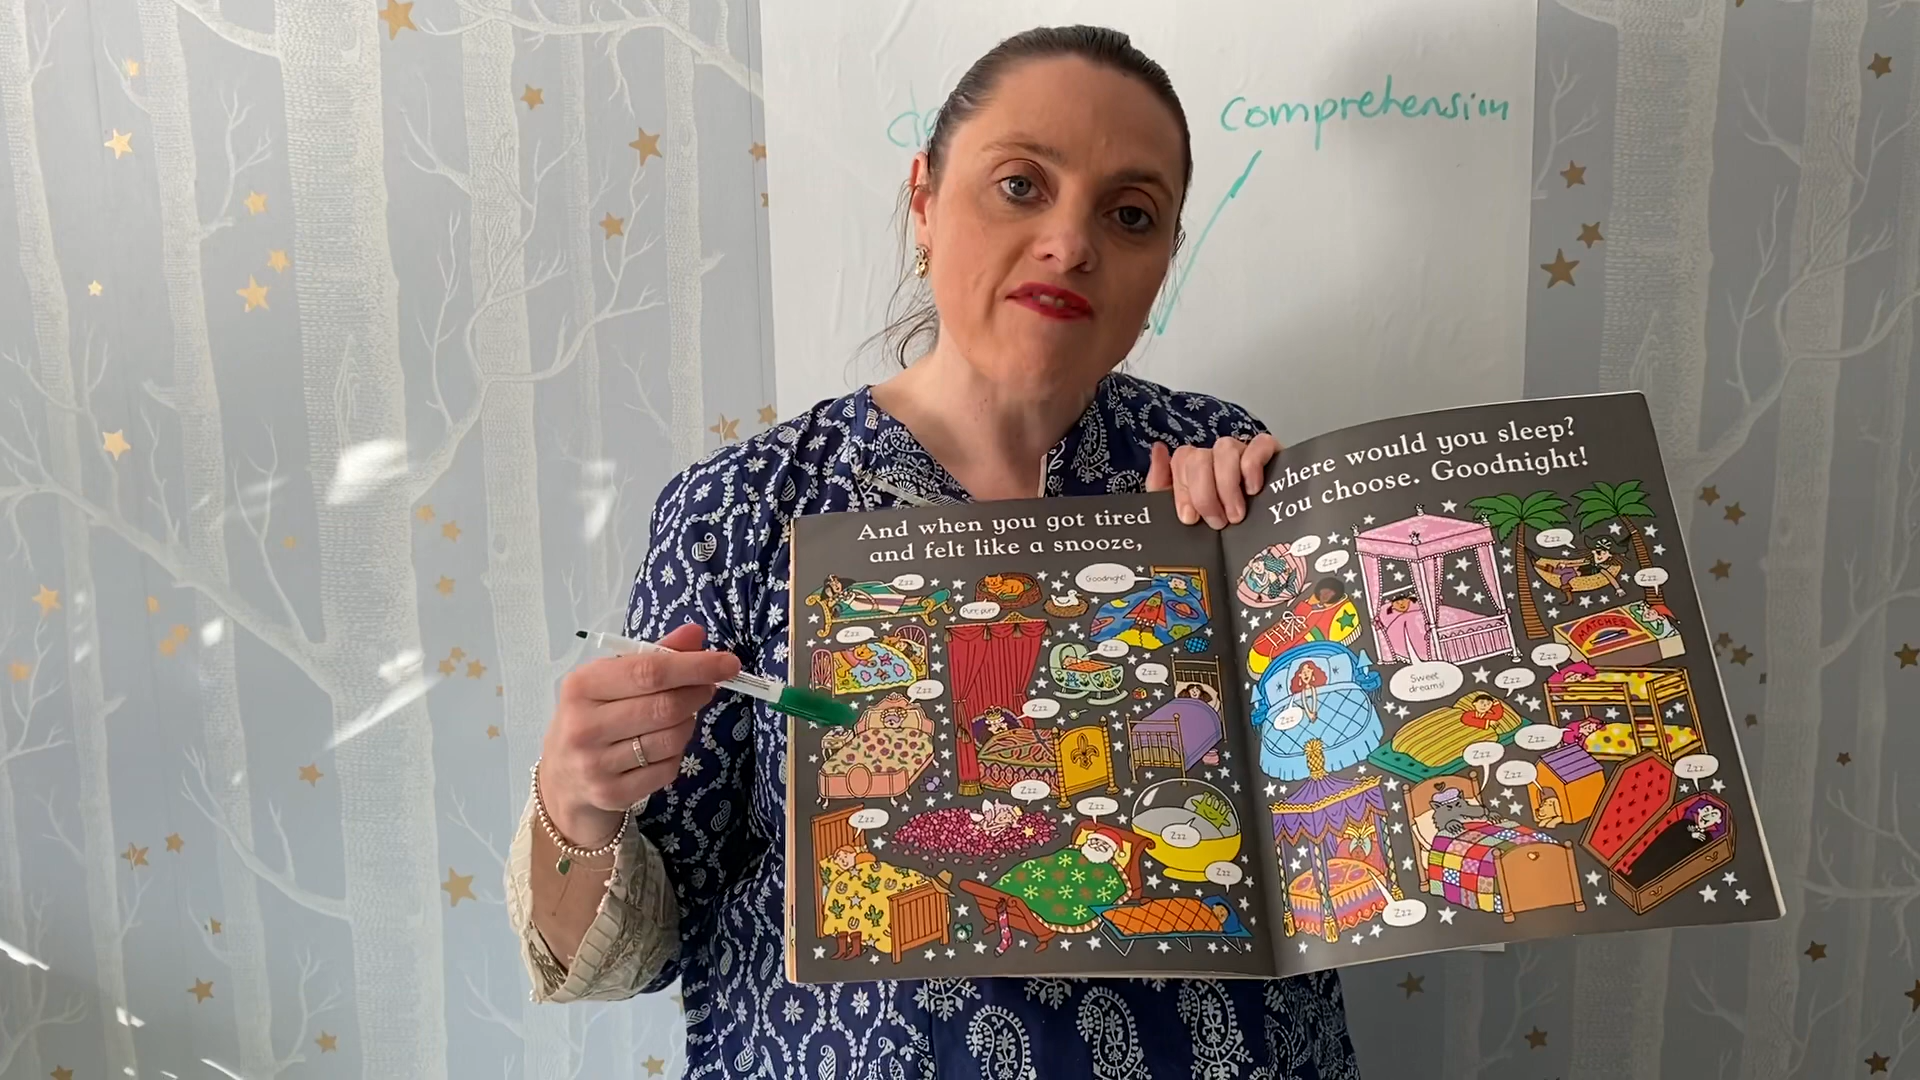 comprehension
And when you got tired
and felt like a snooze,
where would you sleep?
You choose. Goodnight!
Zzz
Purr, purr
Goodnight!
Zzz
Zzz
Zzz
Zzz
Zzz
Zzz
Zzz
Zzz
Zzz
Zzz
Zzz
Zzz
Zzz
Zzz
MATCHES
Zzz
Sweet
dreams!
Zzz
Zzz
Zzz
Zzz
Zzz
Zzz
Zzz